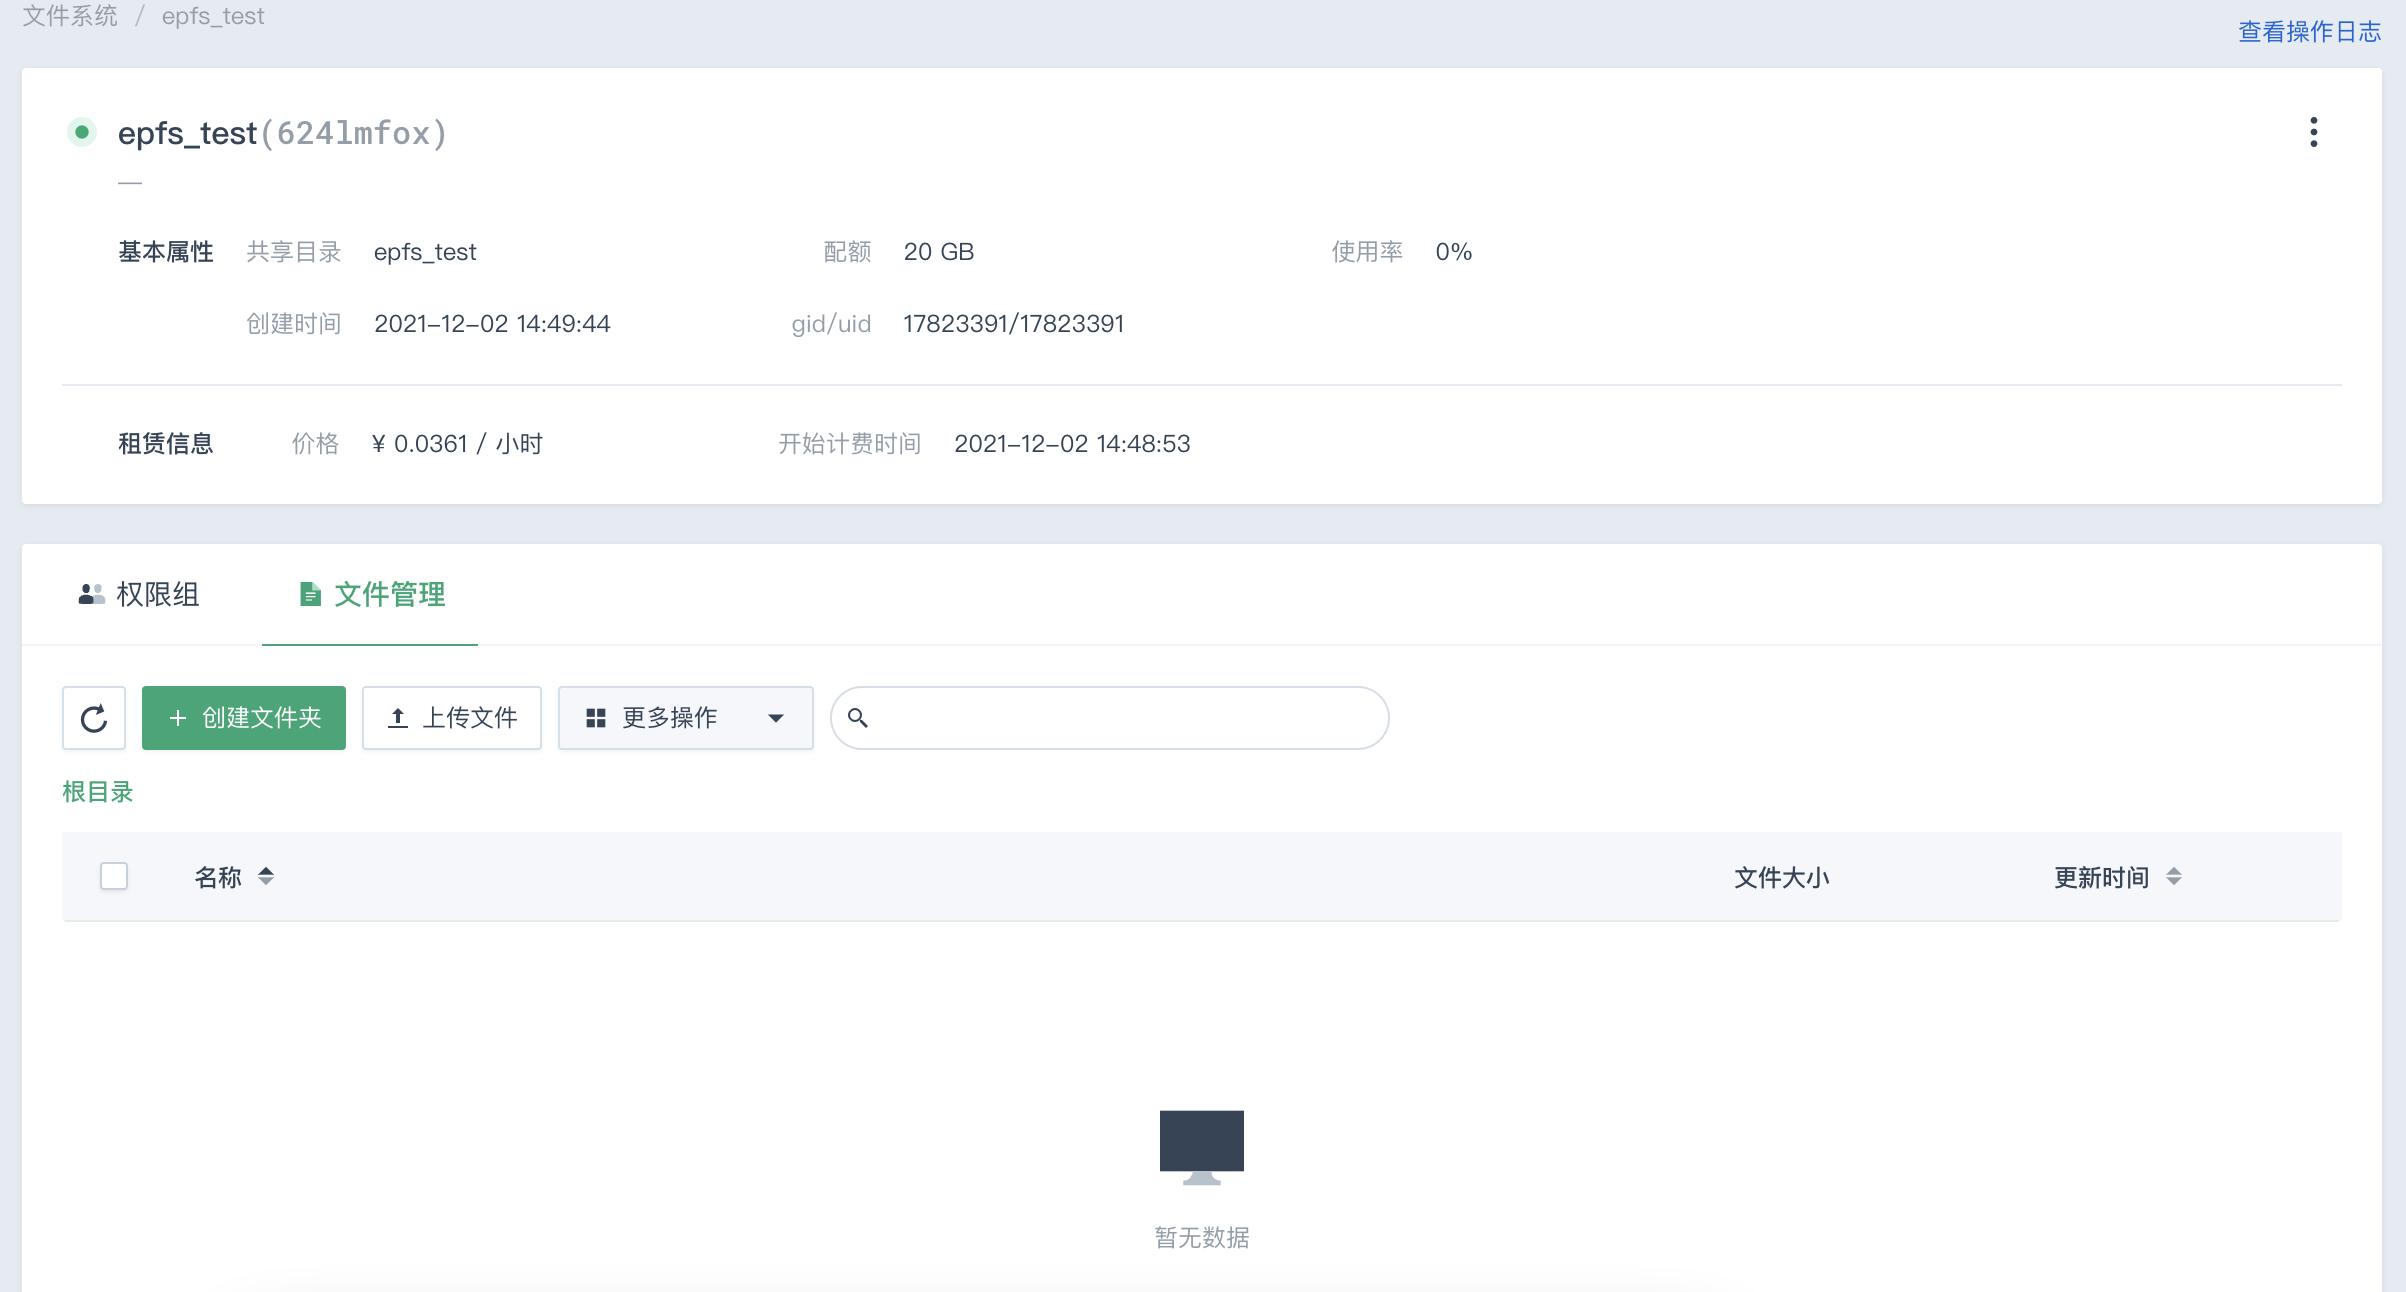 文件系统 / epfs_test
查看操作日志
epfs_test(624lmfox)
—
基本属性 共享目录 epfs_test 配额 20 GB 使用率 0%
创建时间 2021-12-02 14:49:44 gid/uid 17823391/17823391
租赁信息 价格 ¥ 0.0361 / 小时 开始计费时间 2021-12-02 14:48:53
权限组 文件管理
+ 创建文件夹 上传文件 更多操作
根目录
名称 文件大小 更新时间
暂无数据